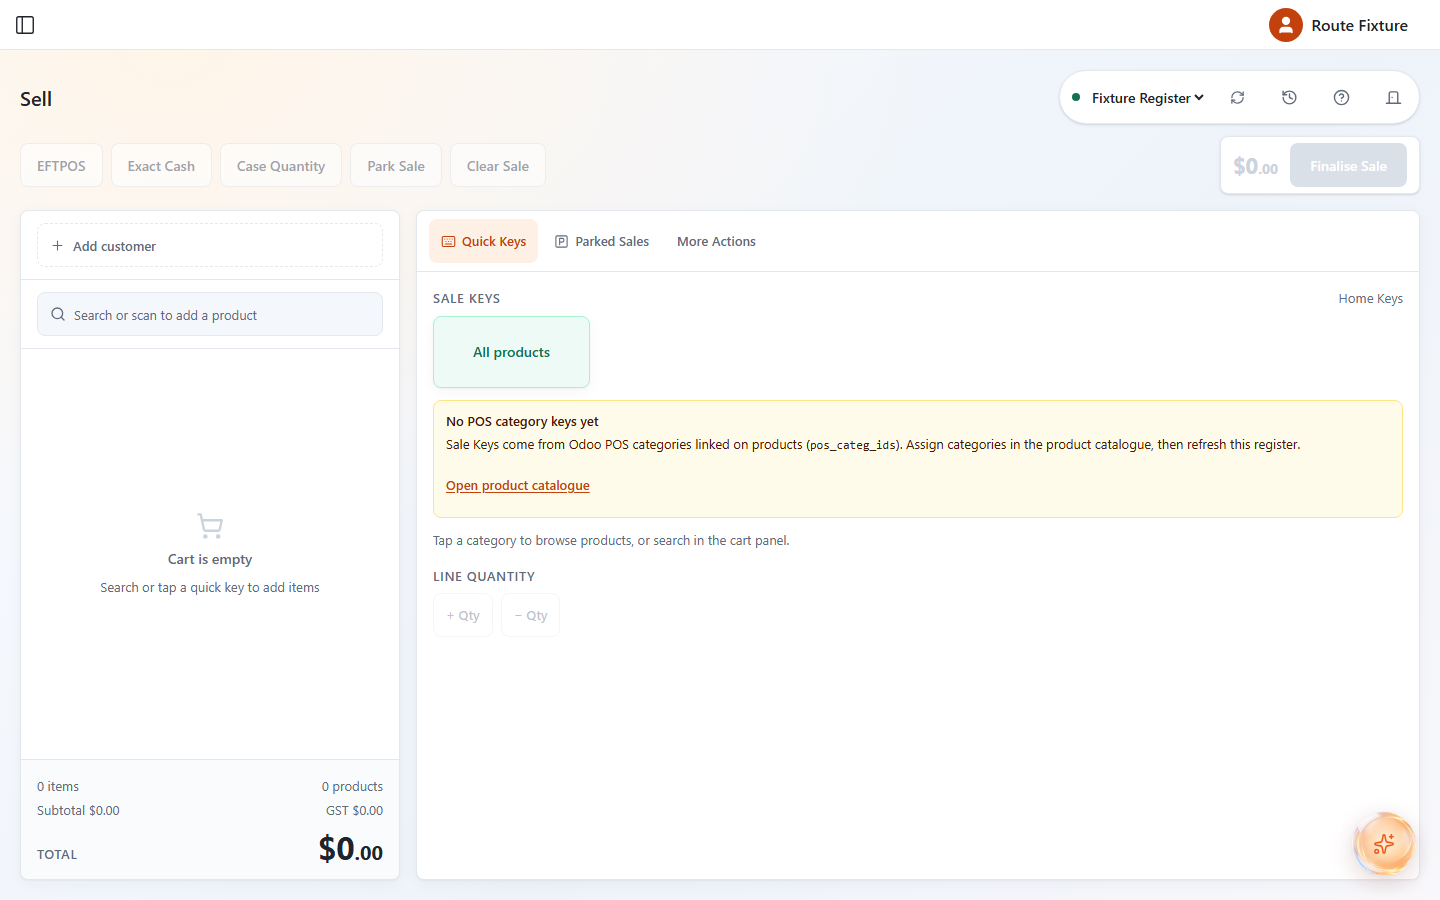 Route Fixture
Sell
Fixture Register
EFTPOS
Exact Cash
Case Quantity
Park Sale
Clear Sale
$0.00
Finalise Sale
Add customer
Search or scan to add a product
Cart is empty
Search or tap a quick key to add items
0 items
0 products
Subtotal $0.00
GST $0.00
TOTAL
$0.00
Quick Keys
Parked Sales
More Actions
SALE KEYS
Home Keys
All products
No POS category keys yet
Sale Keys come from Odoo POS categories linked on products (pos_categ_ids). Assign categories in the product catalogue, then refresh this register.
Open product catalogue
Tap a category to browse products, or search in the cart panel.
LINE QUANTITY
+ Qty
− Qty